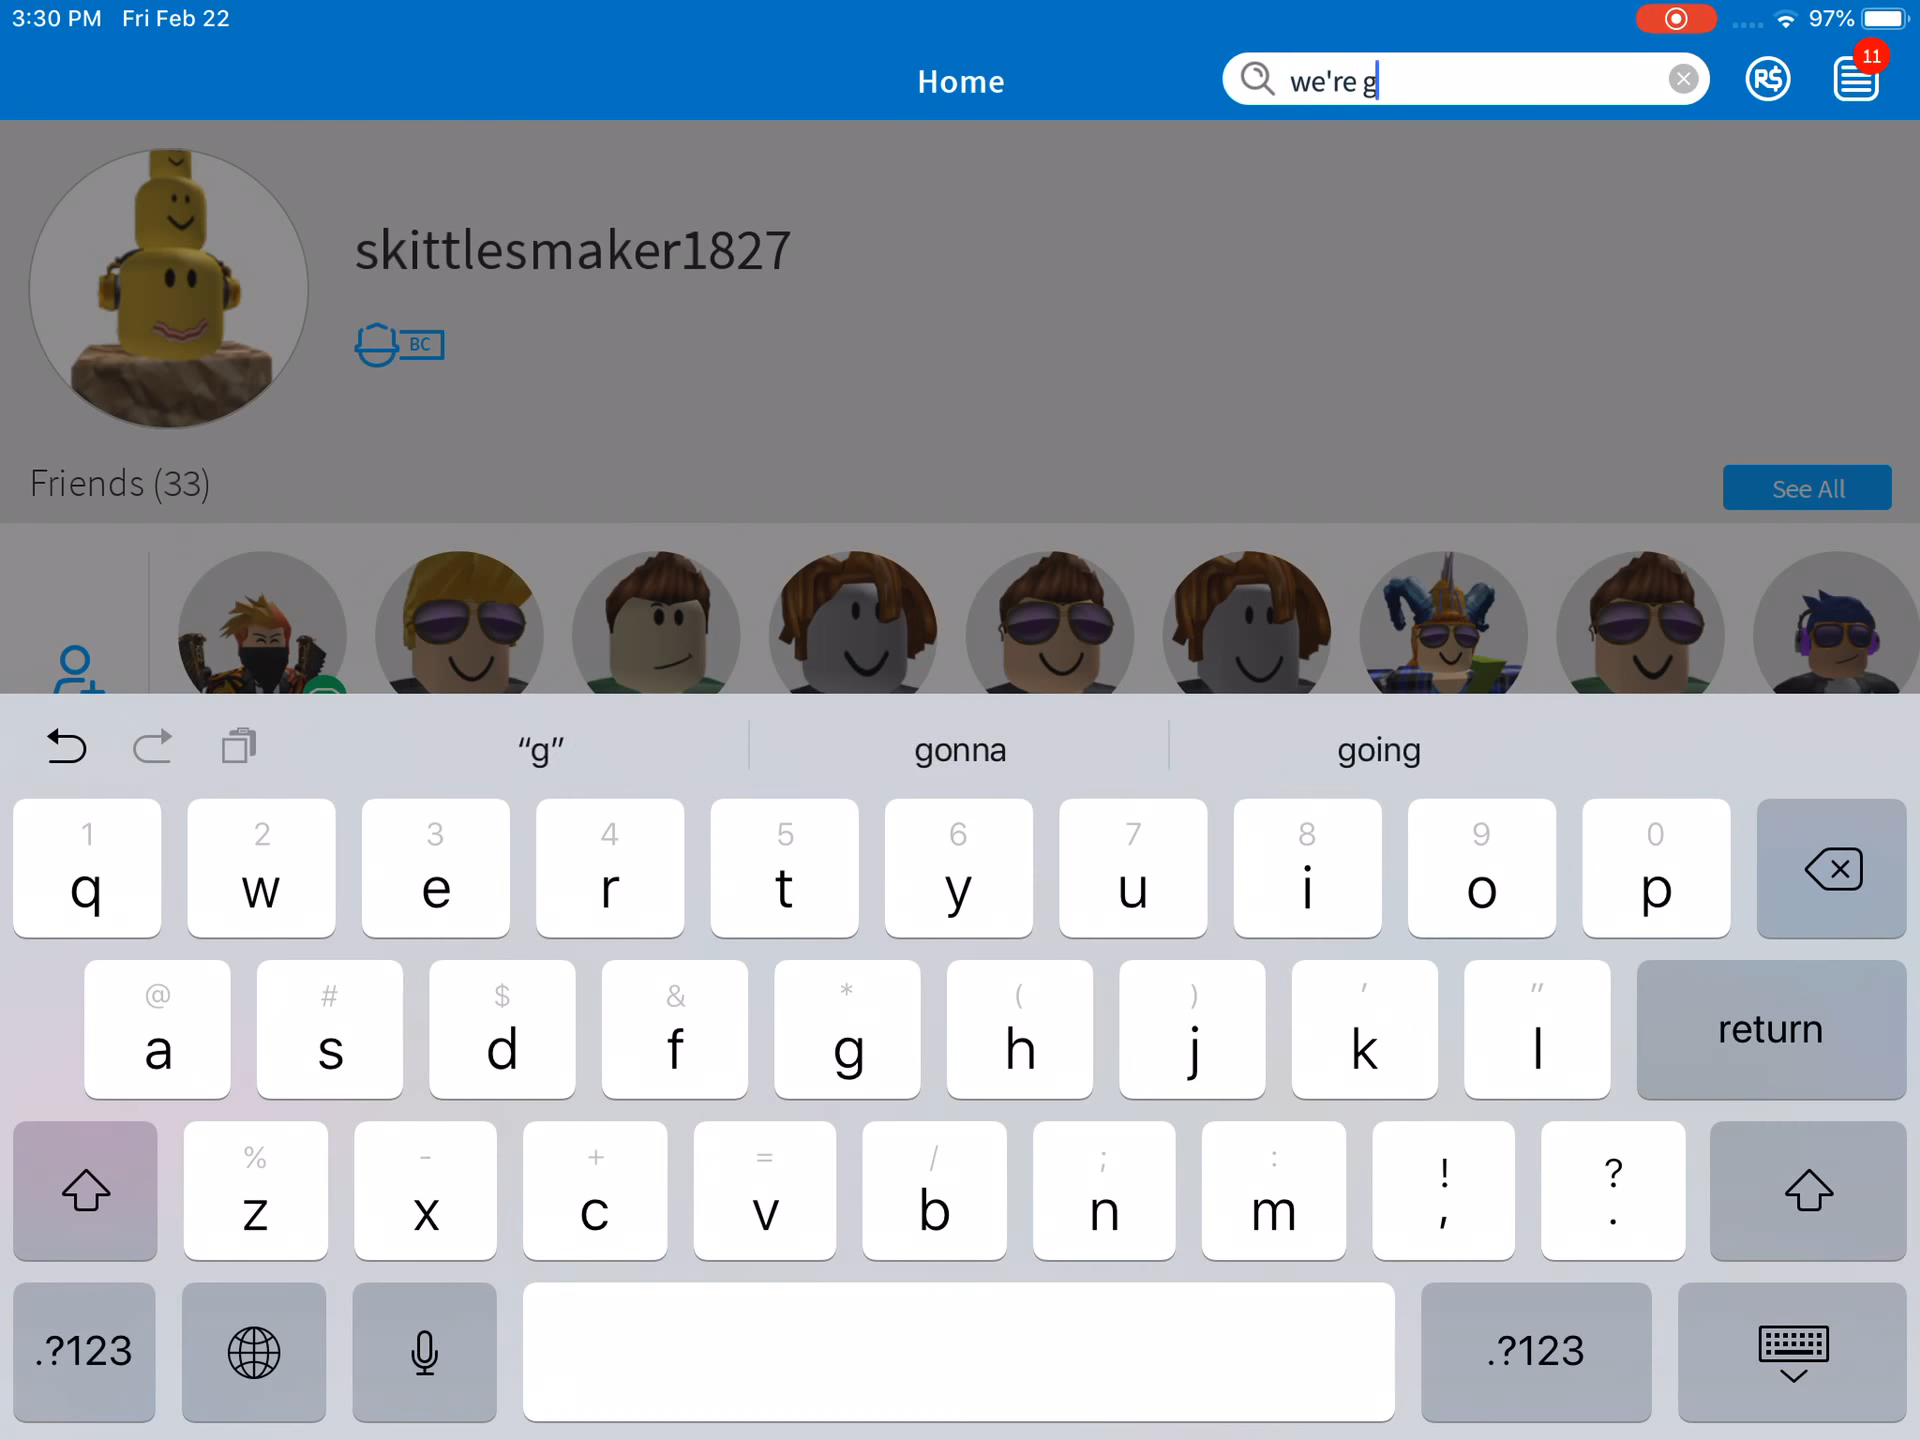 3:30 PM Fri Feb 22 97%
Home we're g R$ 11
skittlesmaker1827
BC
Friends (33) See All
“g” gonna going
1 2 3 4 5 6 7 8 9 0
q w e r t y u i o p
@ # $ & * ( ) ' "
a s d f g h j k l return
% - + = / ; : ! ?
z x c v b n m , .
.?123 .?123